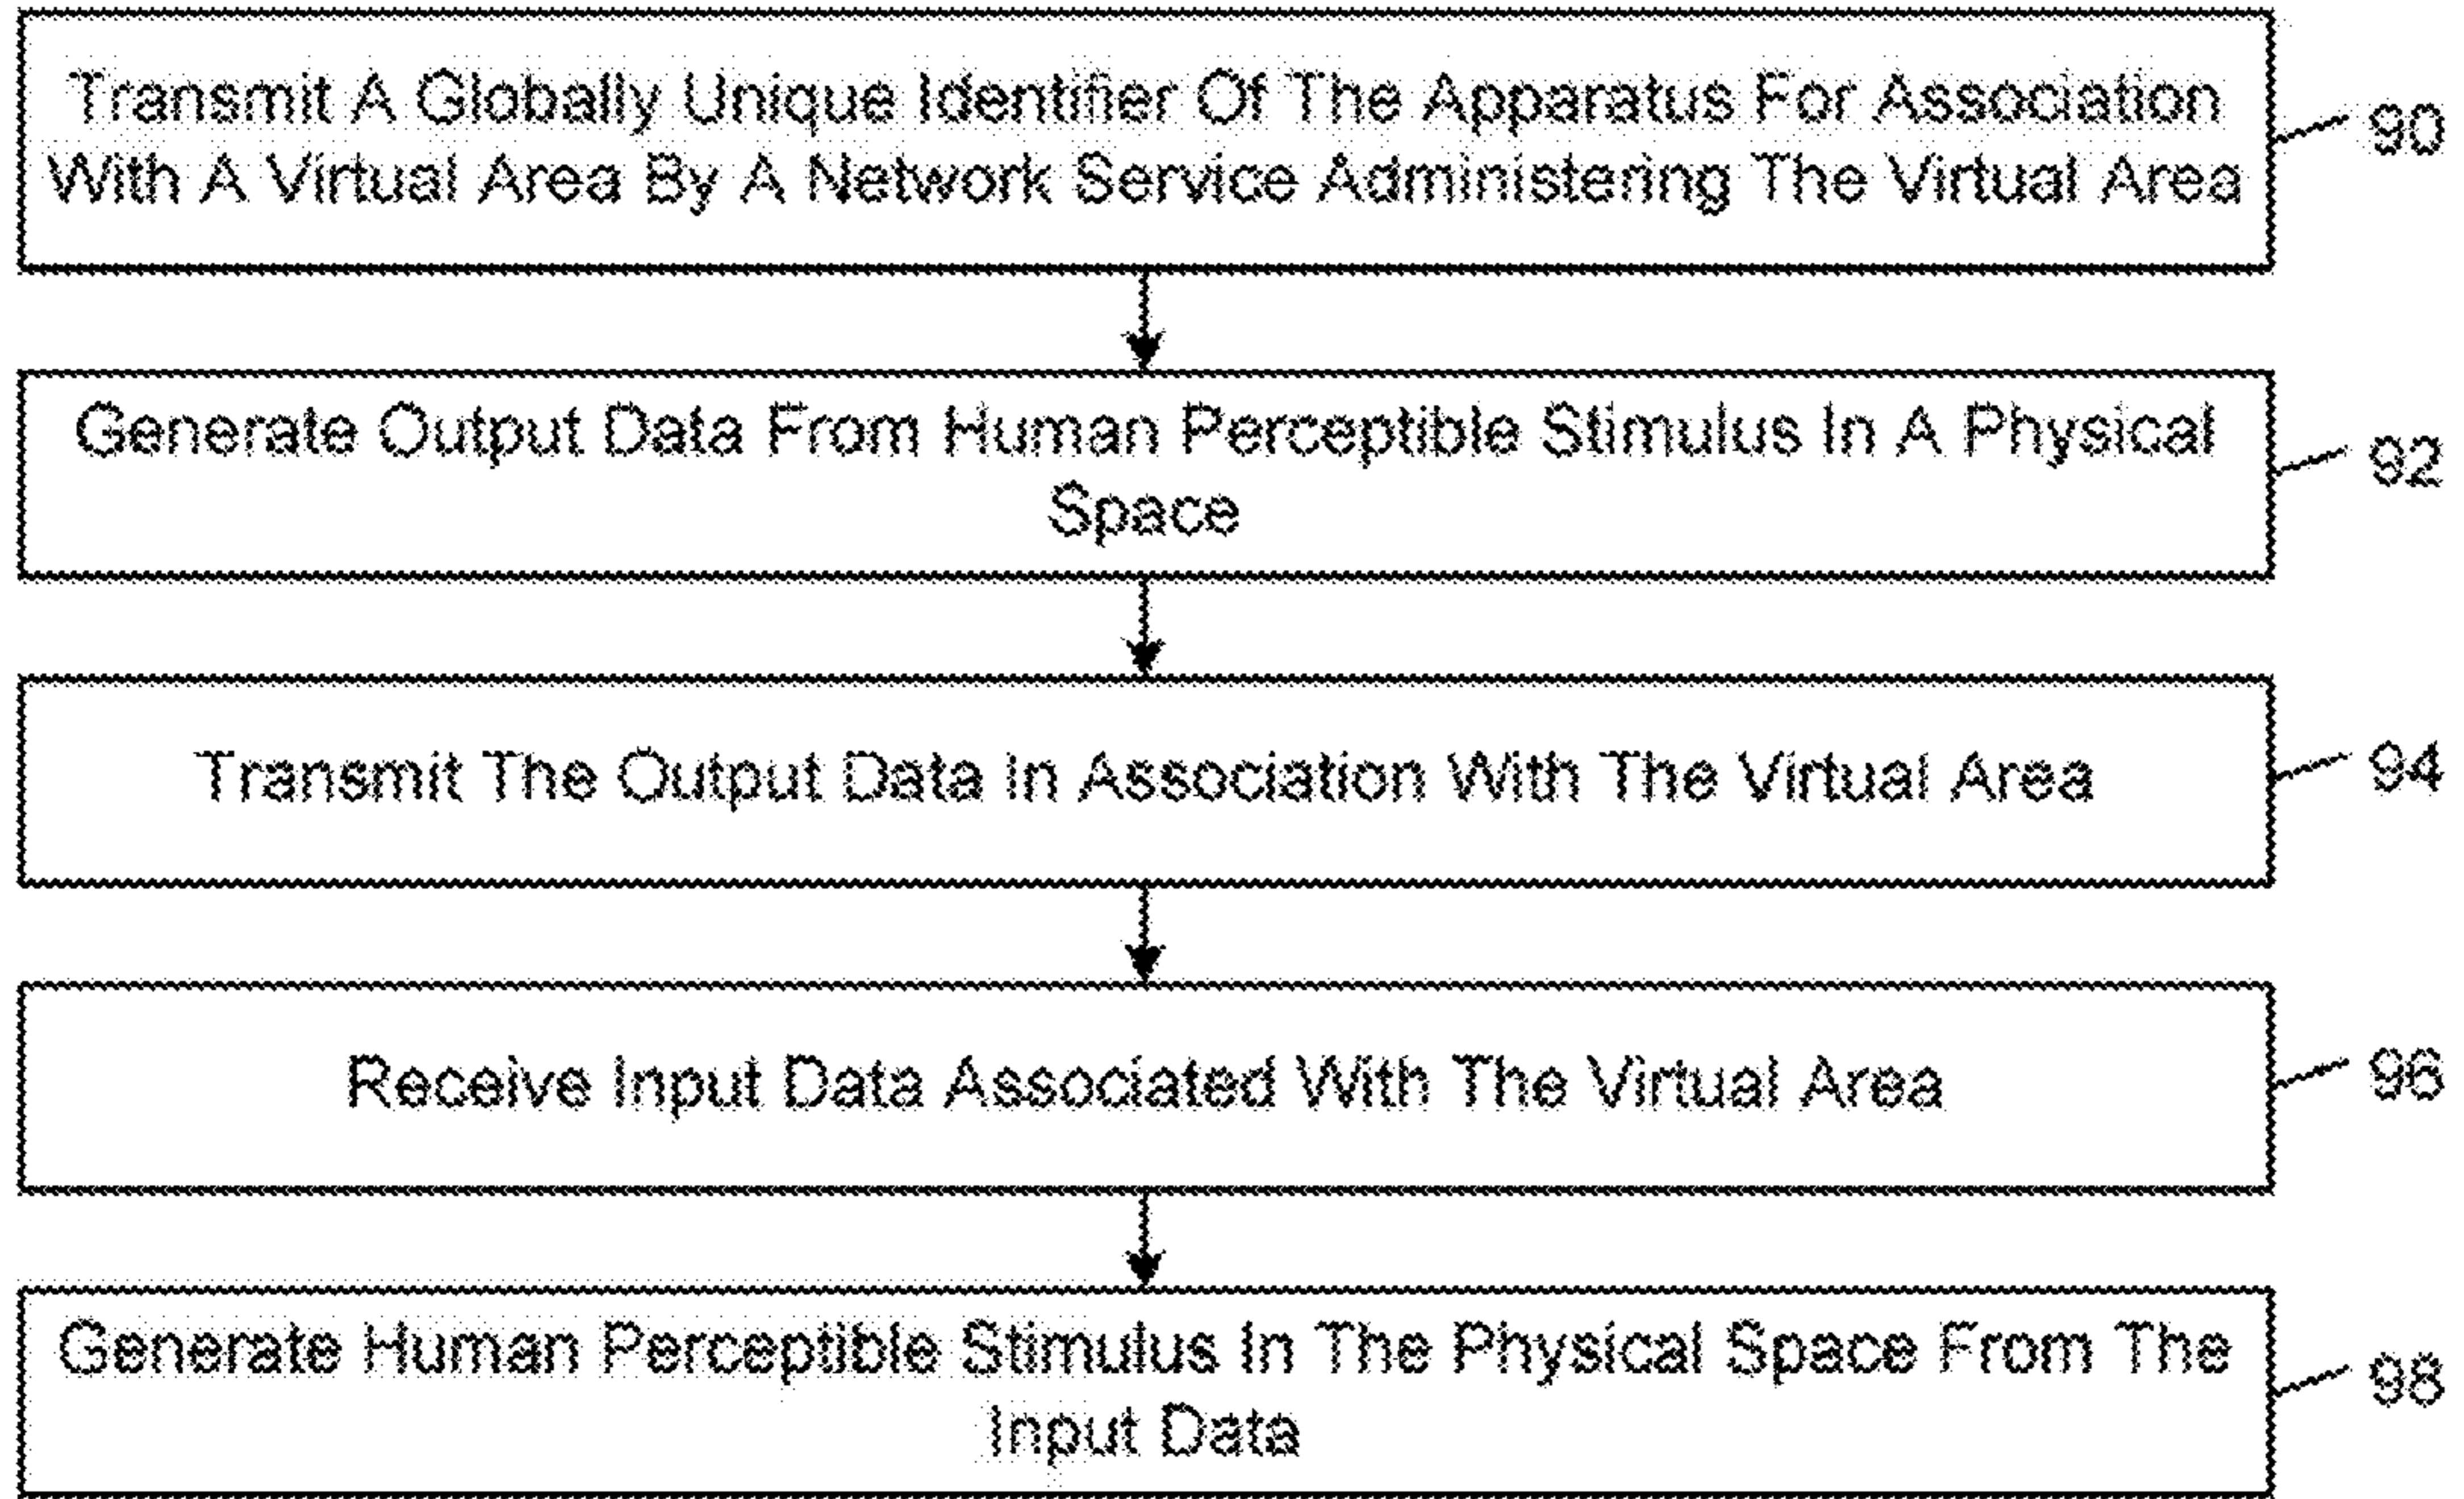 Transmit A Globally Unique Identifier Of The Apparatus For Association
With A Virtual Area By A Network Service Administering The Virtual Area
90
Generate Output Data From Human Perceptible Stimulus In A Physical
Space
92
Transmit The Output Data In Association With The Virtual Area
94
Receive Input Data Associated With The Virtual Area
96
Generate Human Perceptible Stimulus In The Physical Space From The
Input Data
98